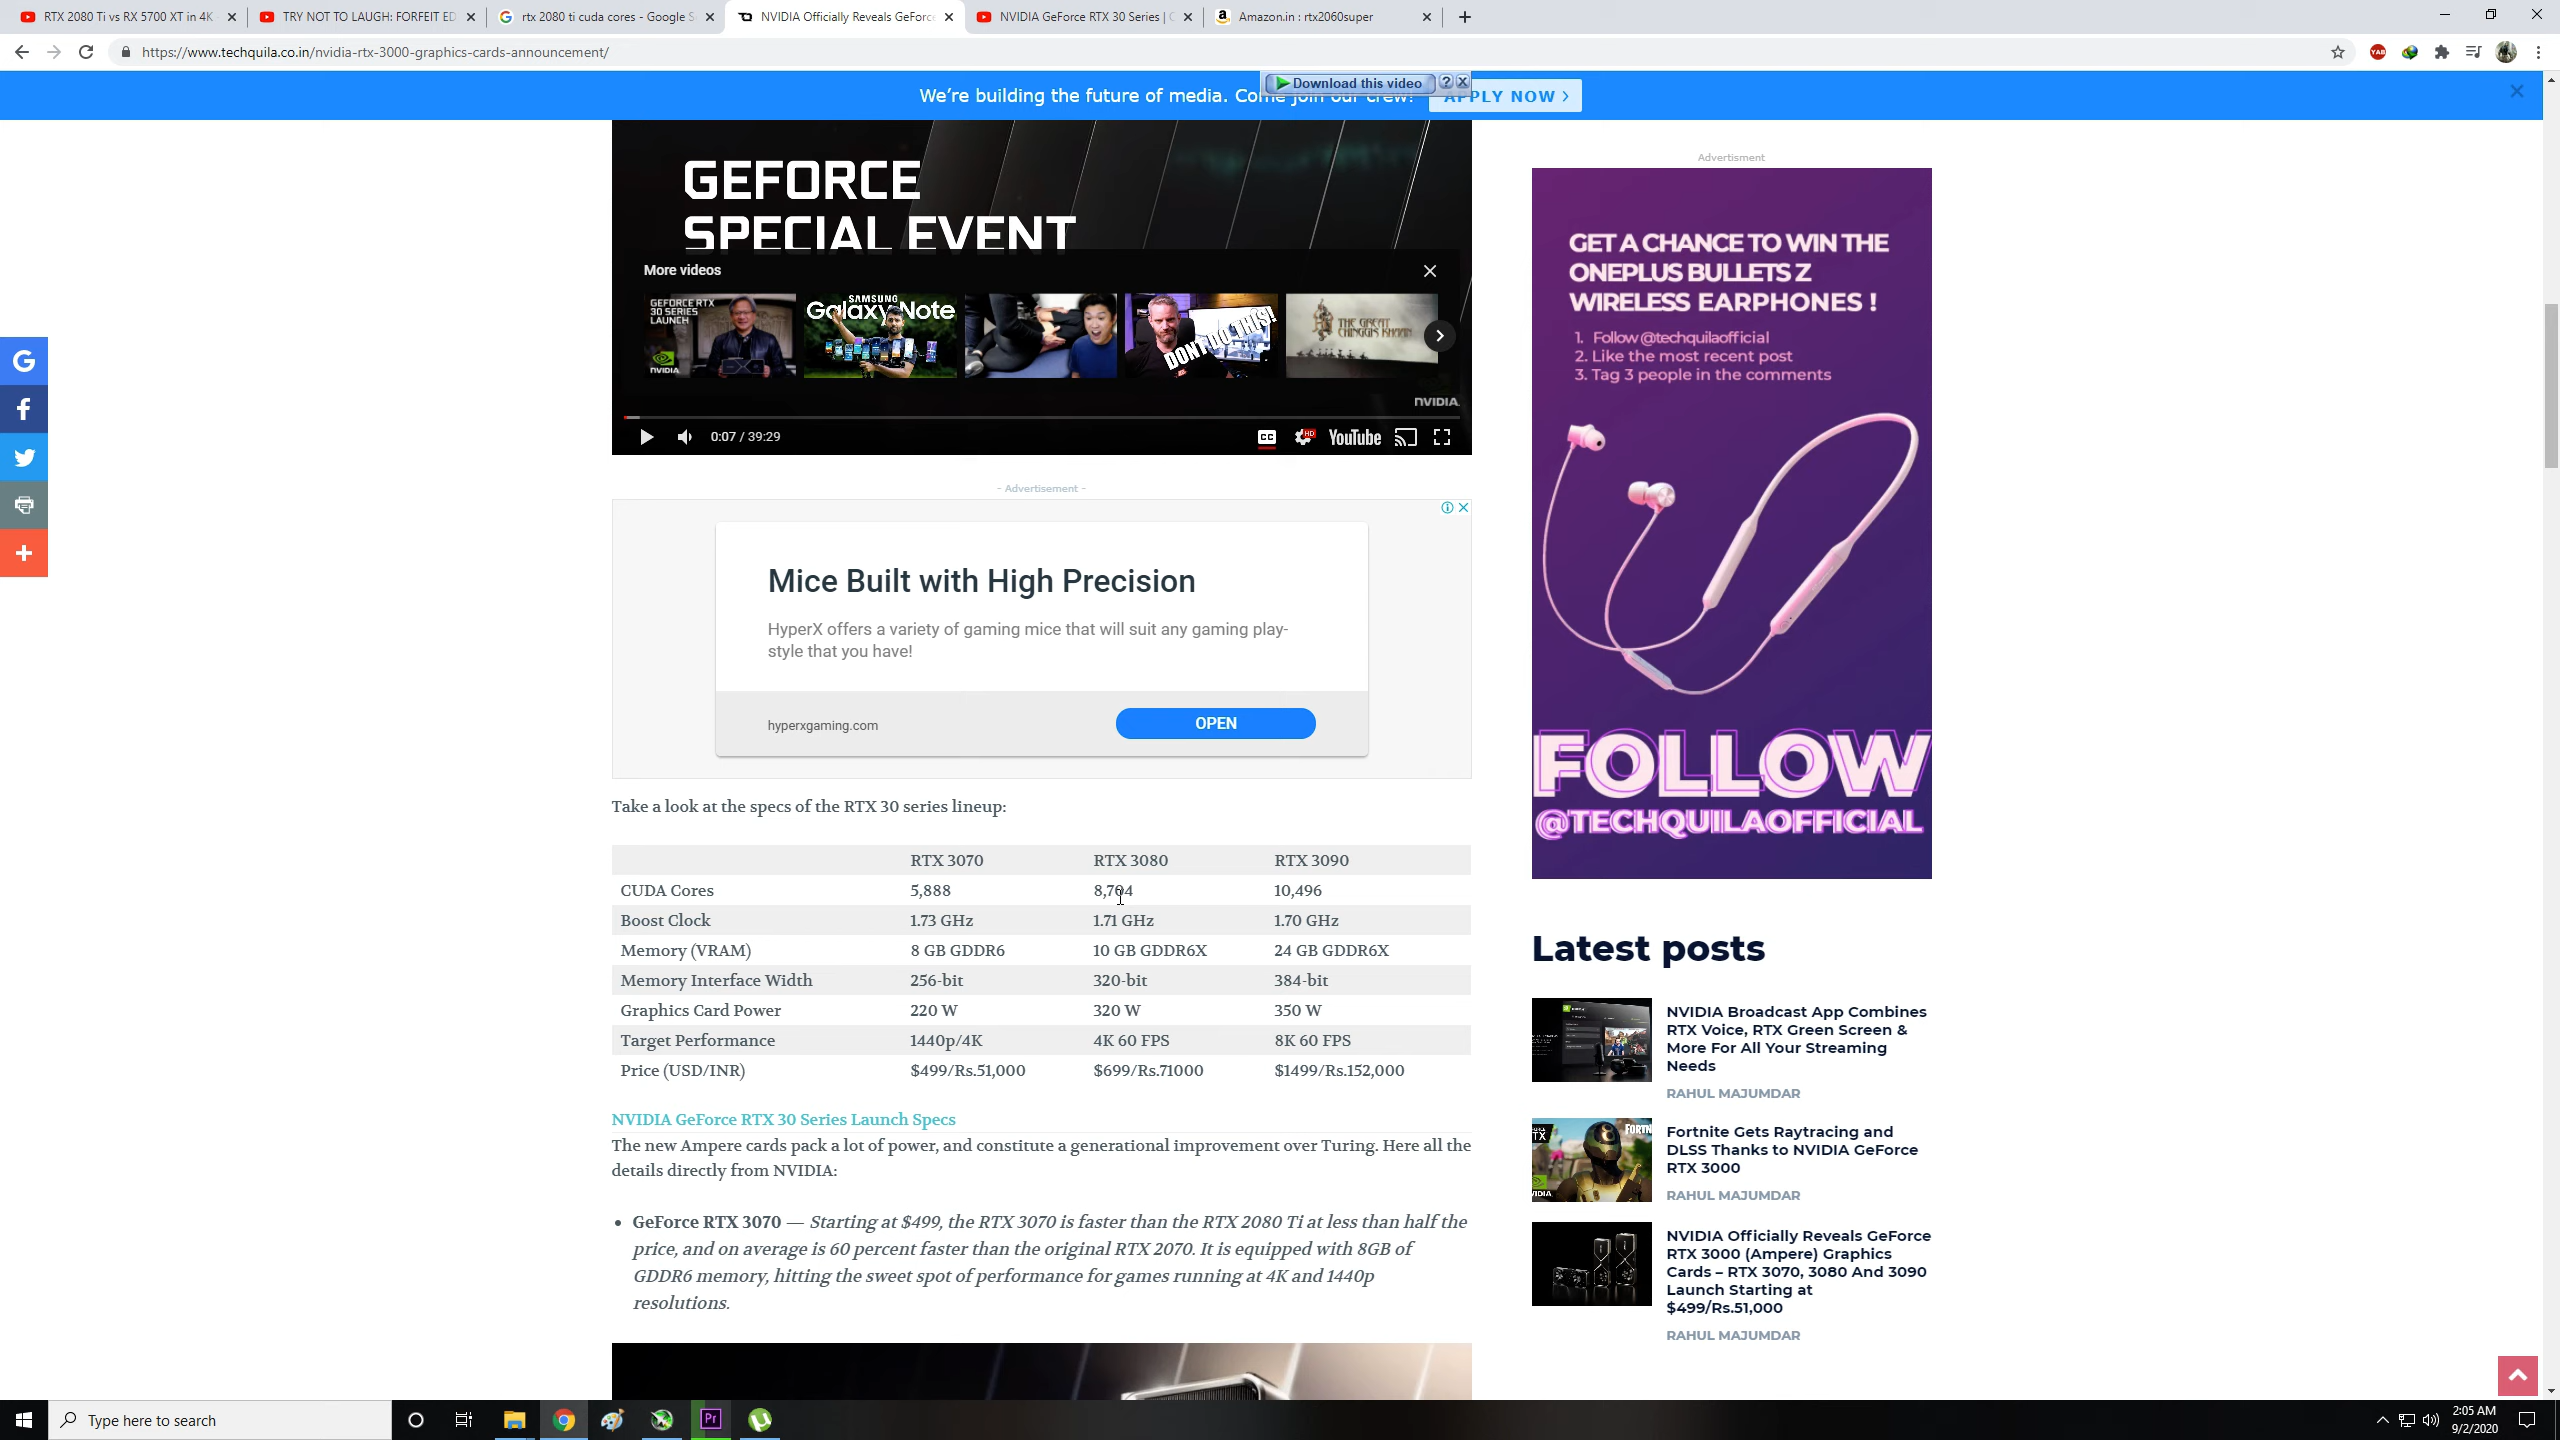 RTX 2080 Ti vs RX 5700 XT in 4K
TRY NOT TO LAUGH: FORFEIT ED
rtx 2080 ti cuda cores - Google S
NVIDIA Officially Reveals GeForce
NVIDIA GeForce RTX 30 Series |
Amazon.in : rtx2060super
https://www.techquila.co.in/nvidia-rtx-3000-graphics-cards-announcement/
We're building the future of media. Come join our crew!
APPLY NOW
Download this video
GEFORCE
SPECIAL EVENT
More videos
GEFORCE RTX
30 SERIES
LAUNCH
NVIDIA
SAMSUNG
Galaxy Note
DONT DO THIS!
THE GREAT
CHINGGIS KHAAN
NVIDIA.
0:07 / 39:29
CC
HD
YouTube
- Advertisement -
Mice Built with High Precision
HyperX offers a variety of gaming mice that will suit any gaming play-
style that you have!
hyperxgaming.com
OPEN
Take a look at the specs of the RTX 30 series lineup:
RTX 3070 RTX 3080 RTX 3090
CUDA Cores 5,888 8,704 10,496
Boost Clock 1.73 GHz 1.71 GHz 1.70 GHz
Memory (VRAM) 8 GB GDDR6 10 GB GDDR6X 24 GB GDDR6X
Memory Interface Width 256-bit 320-bit 384-bit
Graphics Card Power 220 W 320 W 350 W
Target Performance 1440p/4K 4K 60 FPS 8K 60 FPS
Price (USD/INR) $499/Rs.51,000 $699/Rs.71000 $1499/Rs.152,000
NVIDIA GeForce RTX 30 Series Launch Specs
The new Ampere cards pack a lot of power, and constitute a generational improvement over Turing. Here all the
details directly from NVIDIA:
• GeForce RTX 3070 — Starting at $499, the RTX 3070 is faster than the RTX 2080 Ti at less than half the
price, and on average is 60 percent faster than the original RTX 2070. It is equipped with 8GB of
GDDR6 memory, hitting the sweet spot of performance for games running at 4K and 1440p
resolutions.
Advertisment
GET A CHANCE TO WIN THE
ONEPLUS BULLETS Z
WIRELESS EARPHONES !
1. Follow @techquilaofficial
2. Like the most recent post
3. Tag 3 people in the comments
FOLLOW
@TECHQUILAOFFICIAL
Latest posts
NVIDIA Broadcast App Combines
RTX Voice, RTX Green Screen &
More For All Your Streaming
Needs
RAHUL MAJUMDAR
Fortnite Gets Raytracing and
DLSS Thanks to NVIDIA GeForce
RTX 3000
RAHUL MAJUMDAR
NVIDIA Officially Reveals GeForce
RTX 3000 (Ampere) Graphics
Cards – RTX 3070, 3080 And 3090
Launch Starting at
$499/Rs.51,000
RAHUL MAJUMDAR
Type here to search
Pr
2:05 AM
9/2/2020